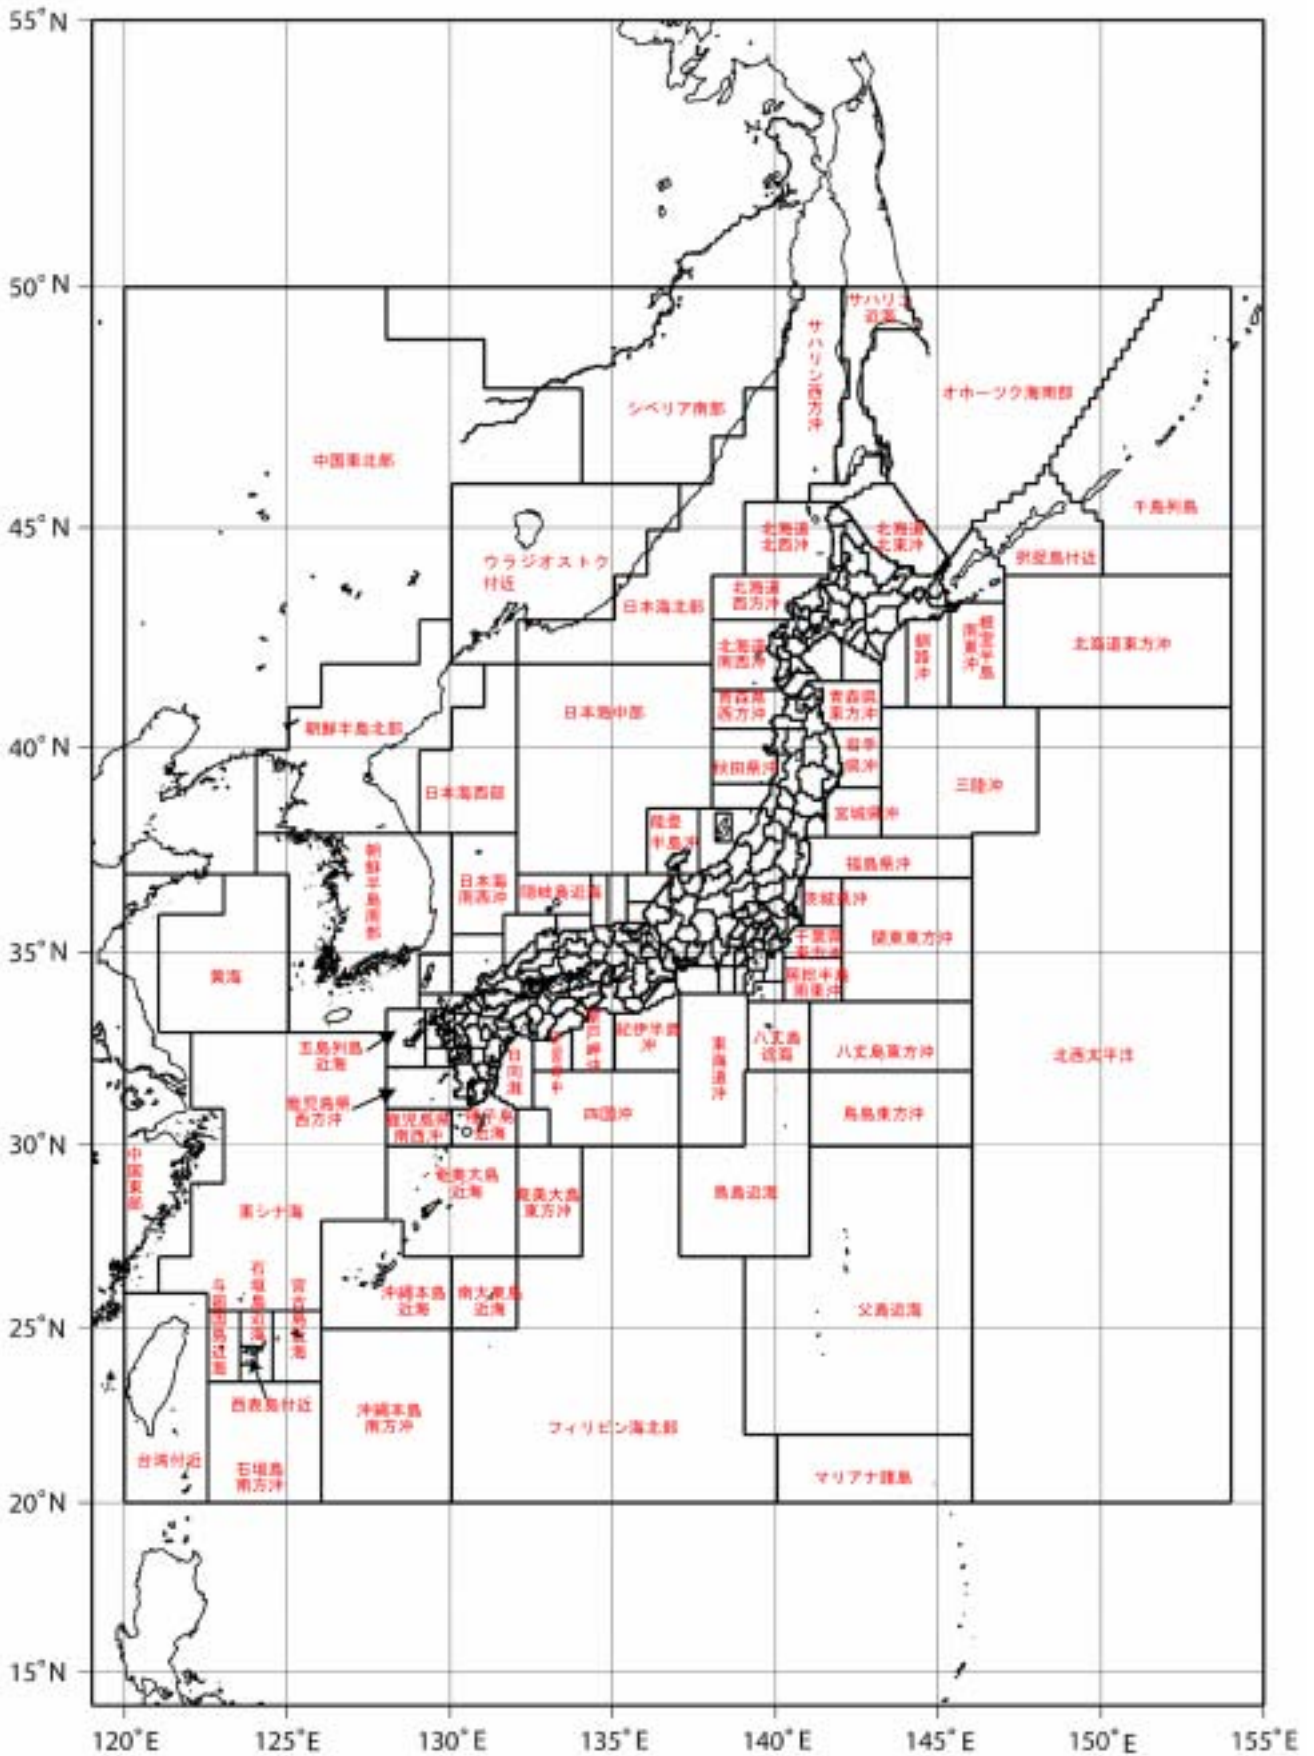 55°N
50°N
サハリン
近海
サハリン西方沖
オホーツク海南部
シベリア南部
中国東北部
千島列島
45°N
北海道
北西沖
北海道
北東沖
択捉島付近
ウラジオストク
付近
日本海北部
北海道
西方沖
北海道
南西沖
釧路沖
根室半島
南東沖
北海道東方沖
青森県
西方沖
青森県
東方沖
日本海中部
朝鮮半島北部
40°N
秋田県沖
岩手
県沖
三陸沖
日本海西部
宮城県沖
能登
半島沖
福島県沖
朝鮮半島南部
日本海
南西沖
隠岐島近海
茨城県沖
35°N
千葉県
東方沖
関東東方沖
黄海
房総半島
南東沖
五島列島
近海
日向灘
室戸岬沖
紀伊半島
沖
東海道沖
八丈島
近海
八丈島東方沖
北西太平洋
鹿児島県
西方沖
鹿児島県
南西沖
種子島
近海
四国沖
鳥島東方沖
30°N
中国東部
奄美大島
近海
奄美大島
東方沖
鳥島近海
東シナ海
与那国島近海
石垣島近海
宮古島近海
沖縄本島
近海
南大東島
近海
父島近海
25°N
西表島付近
沖縄本島
南方沖
フィリピン海北部
台湾付近
石垣島
南方沖
マリアナ諸島
20°N
15°N
120°E
125°E
130°E
135°E
140°E
145°E
150°E
155°E